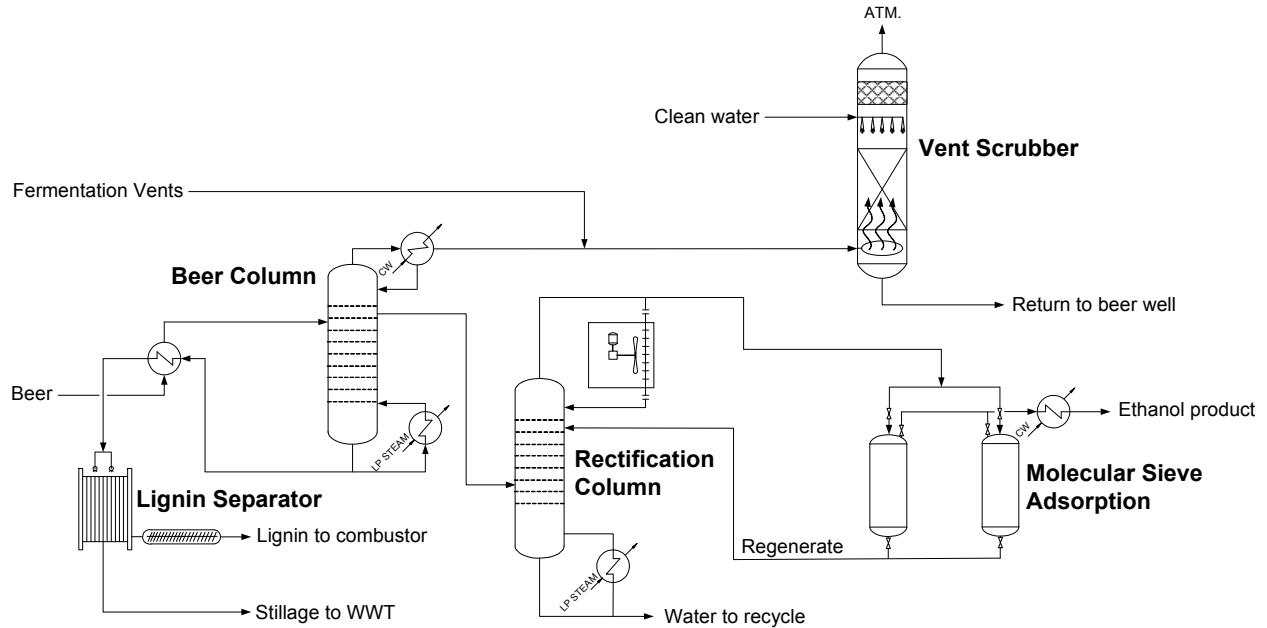 ATM.
Clean water
Vent Scrubber
Fermentation Vents
CW
Beer Column
Return to beer well
Beer
LP STEAM
Ethanol product
CW
Rectification
Column
Molecular Sieve
Adsorption
Lignin Separator
Lignin to combustor
Regenerate
LP STEAM
Stillage to WWT
Water to recycle